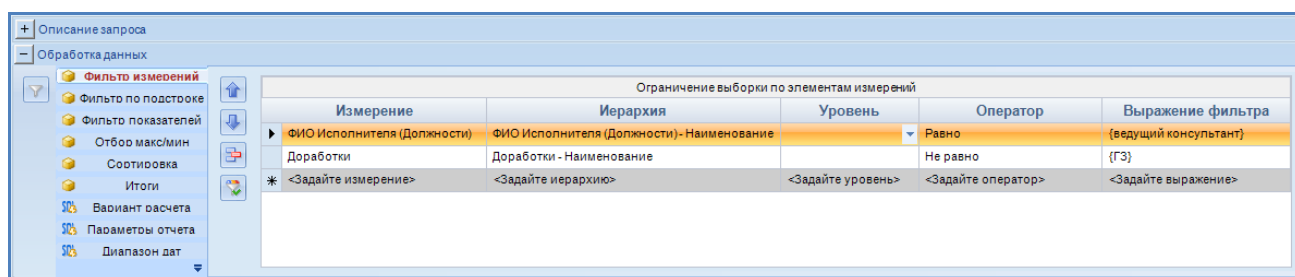 Описание запроса
Обработка данных
Фильтр измерений
Фильтр по подстроке
Фильтр показателей
Отбор макс/мин
Сортировка
Итоги
Вариант расчета
Параметры отчета
Диапазон дат
Ограничение выборки по элементам измерений
Измерение Иерархия Уровень Оператор Выражение фильтра
ФИО Исполнителя (Должности) ФИО Исполнителя (Должности) - Наименование Равно {ведущий консультант}
Доработки Доработки - Наименование Не равно {ГЗ}
<Задайте измерение> <Задайте иерархию> <Задайте уровень> <Задайте оператор> <Задайте выражение>